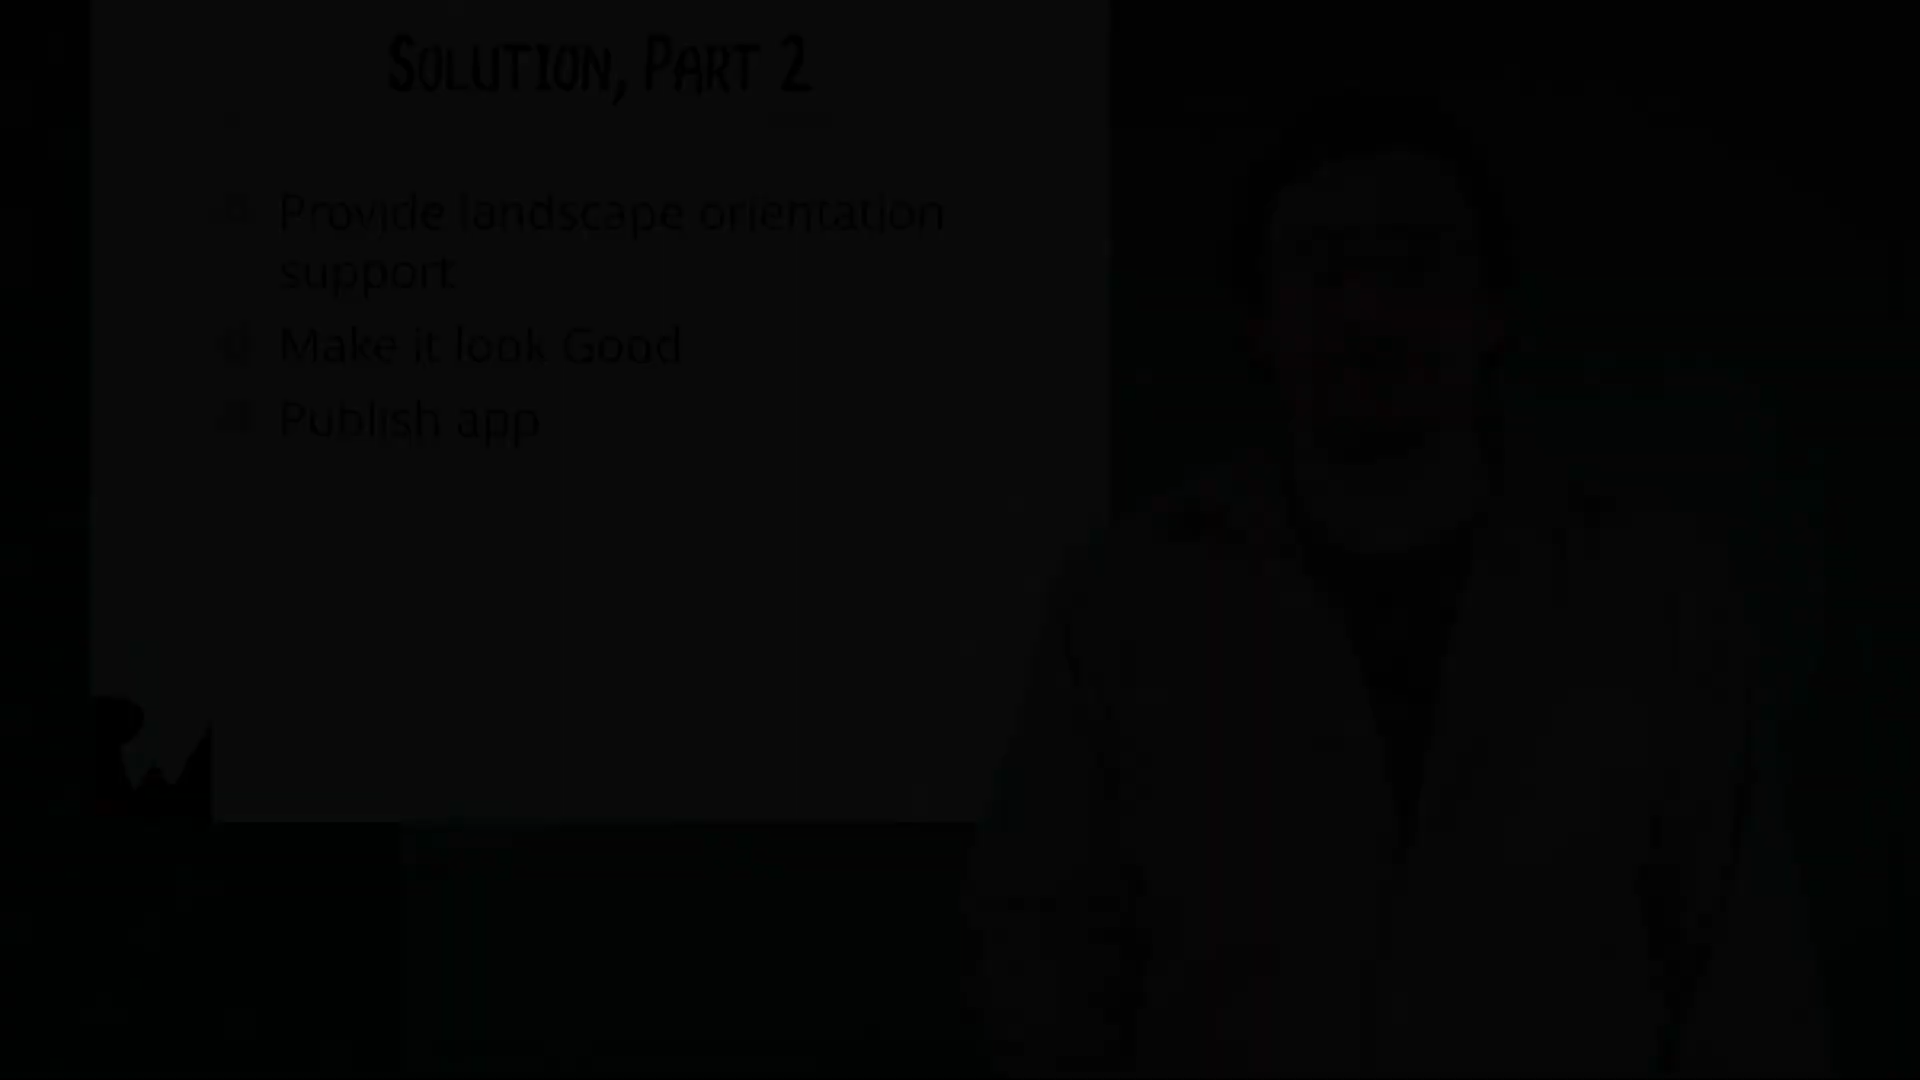 SOLUTION, PART 2
Provide landscape orientation
support
Make it look Good
Publish app